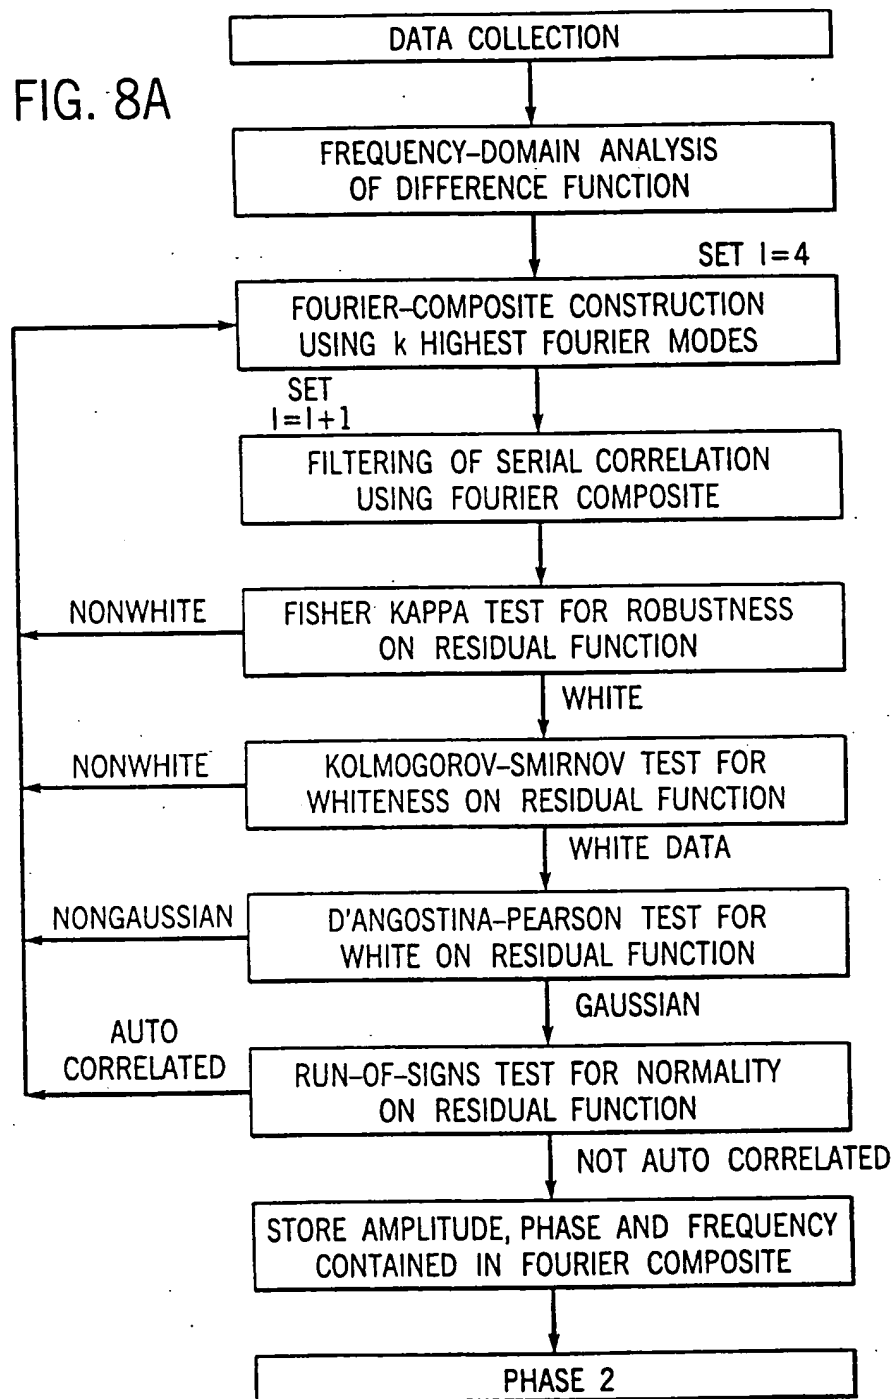 DATA COLLECTION
FIG. 8A
FREQUENCY-DOMAIN ANALYSIS
OF DIFFERENCE FUNCTION
SET I=4
FOURIER-COMPOSITE CONSTRUCTION
USING k HIGHEST FOURIER MODES
SET
I=I+1
FILTERING OF SERIAL CORRELATION
USING FOURIER COMPOSITE
NONWHITE
FISHER KAPPA TEST FOR ROBUSTNESS
ON RESIDUAL FUNCTION
WHITE
NONWHITE
KOLMOGOROV-SMIRNOV TEST FOR
WHITENESS ON RESIDUAL FUNCTION
WHITE DATA
NONGAUSSIAN
D'ANGOSTINA-PEARSON TEST FOR
WHITE ON RESIDUAL FUNCTION
GAUSSIAN
AUTO
CORRELATED
RUN-OF-SIGNS TEST FOR NORMALITY
ON RESIDUAL FUNCTION
NOT AUTO CORRELATED
STORE AMPLITUDE, PHASE AND FREQUENCY
CONTAINED IN FOURIER COMPOSITE
PHASE 2